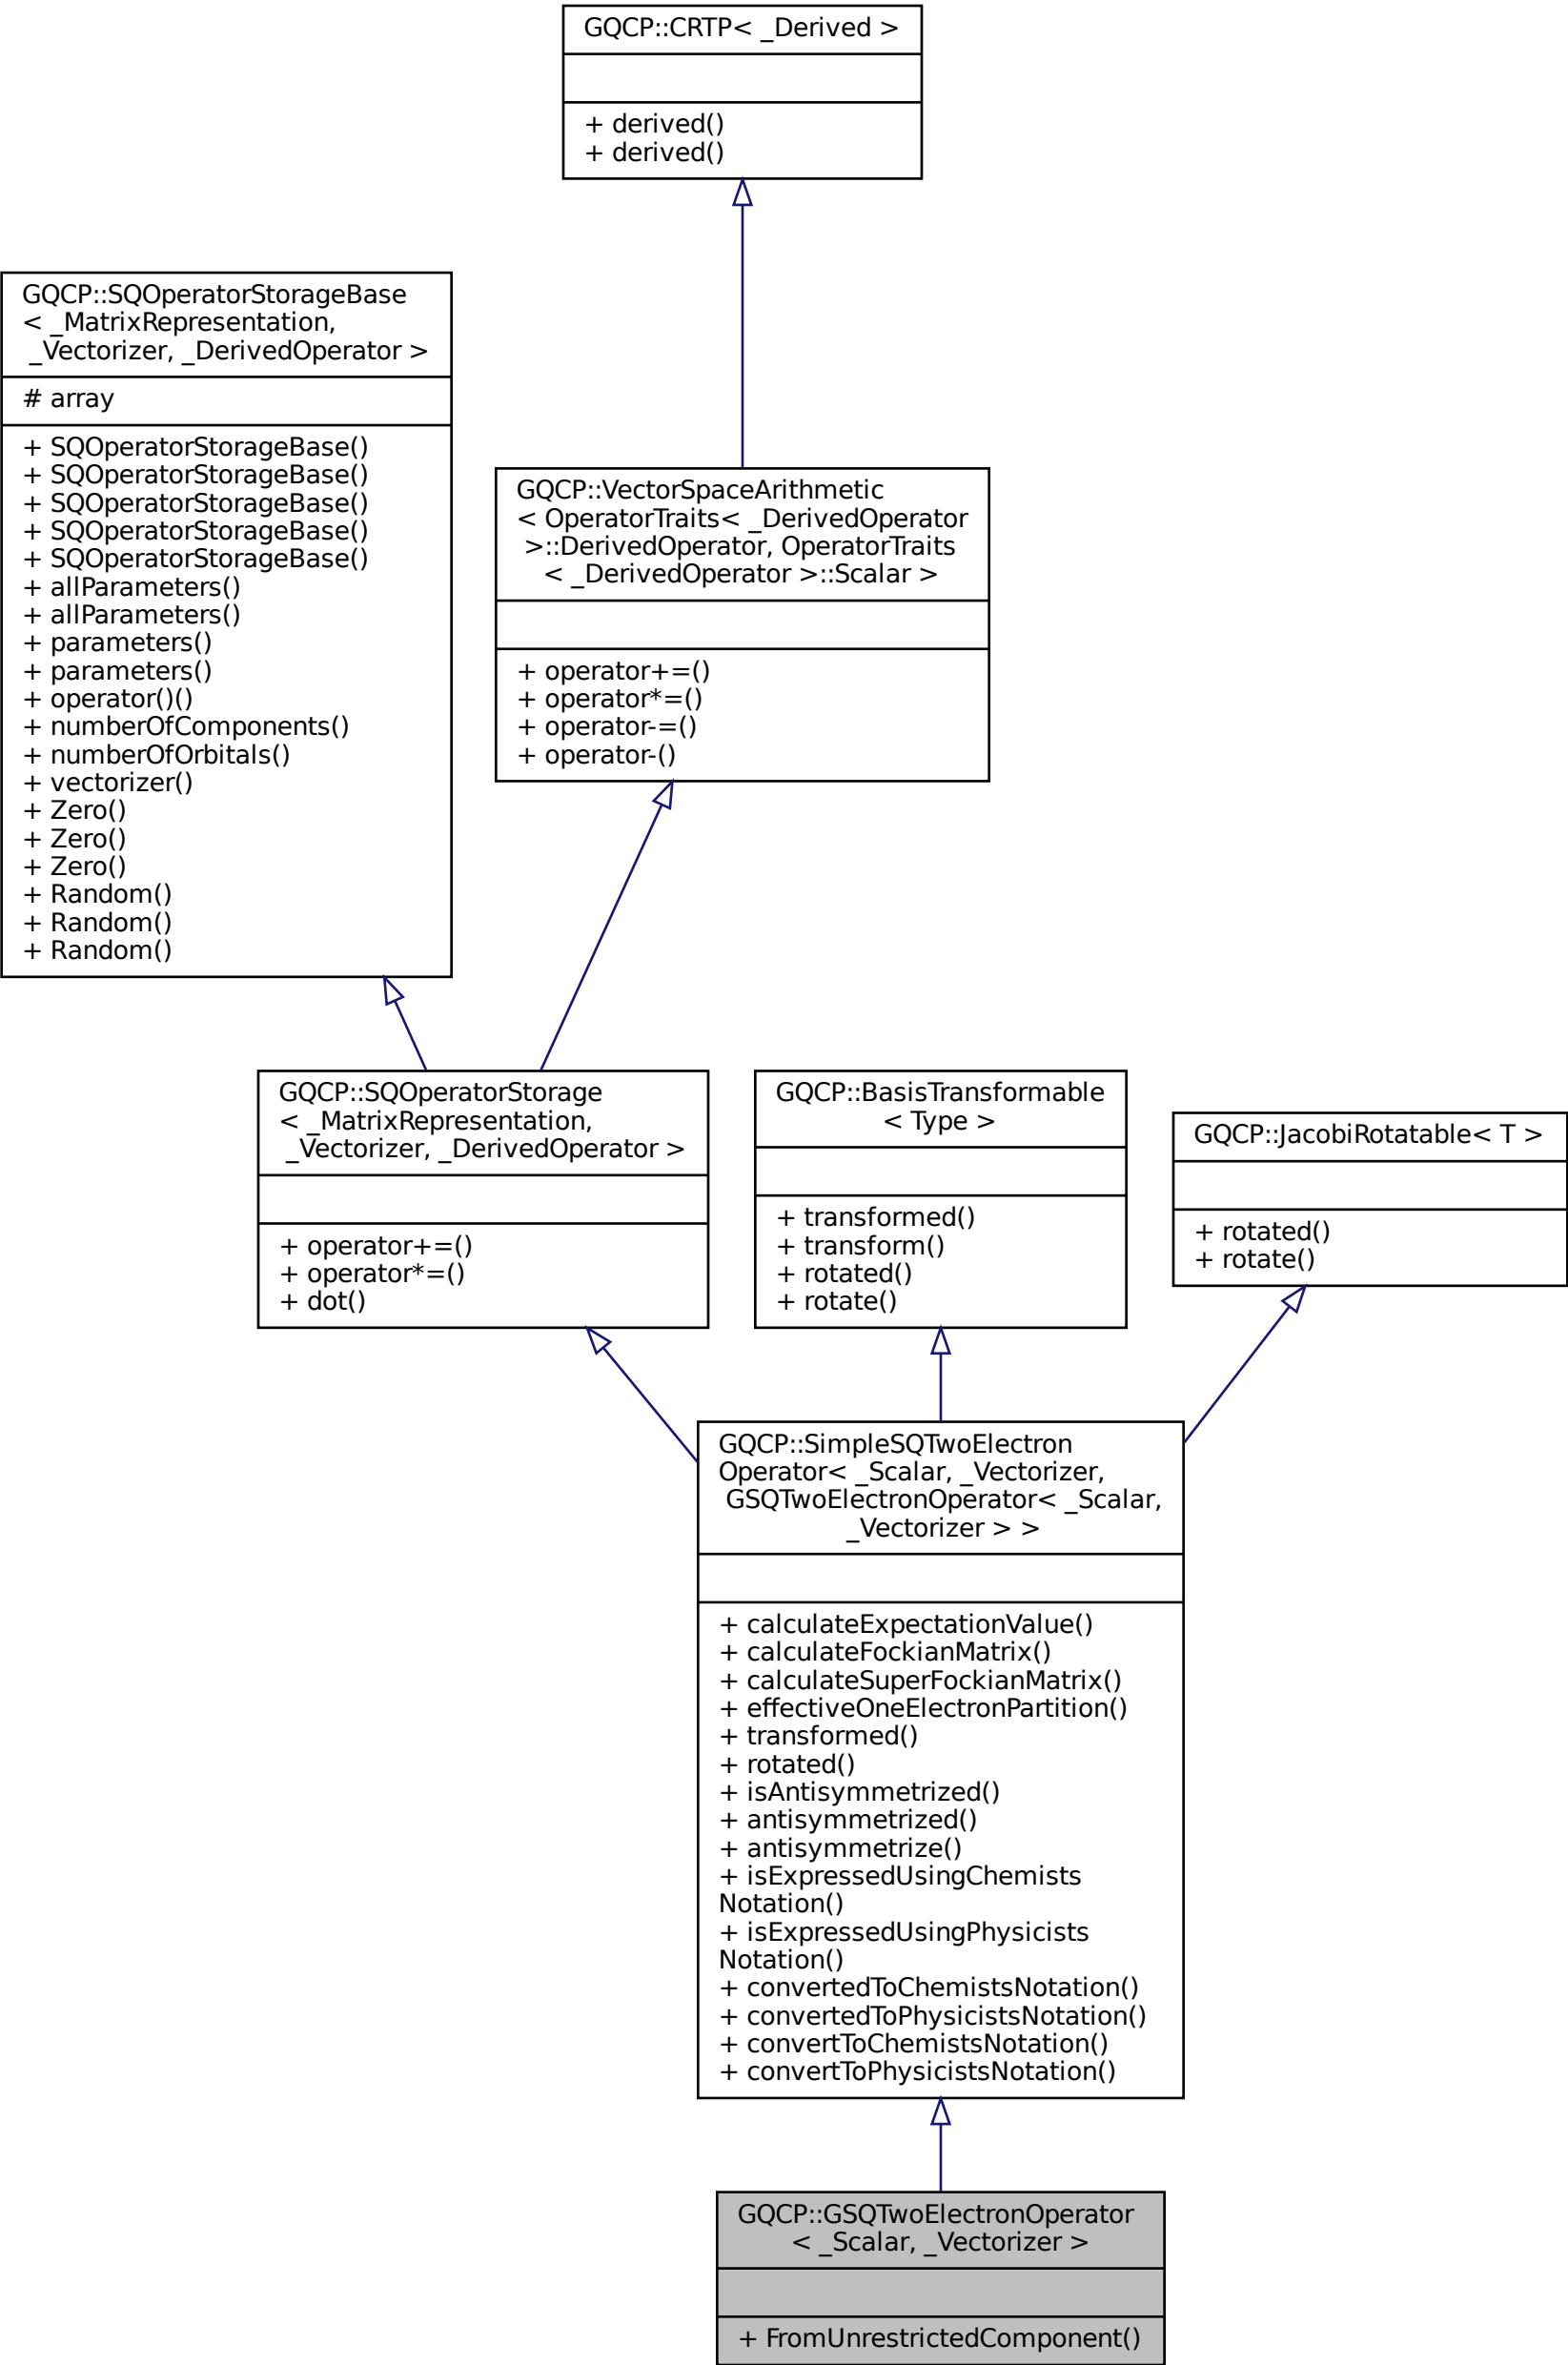 GQCP::CRTP< _Derived >
+ derived()
+ derived()
GQCP::SQOperatorStorageBase
< _MatrixRepresentation,
_Vectorizer, _DerivedOperator >
# array
+ SQOperatorStorageBase()
+ SQOperatorStorageBase()
+ SQOperatorStorageBase()
+ SQOperatorStorageBase()
+ SQOperatorStorageBase()
+ allParameters()
+ allParameters()
+ parameters()
+ parameters()
+ operator()()
+ numberOfComponents()
+ numberOfOrbitals()
+ vectorizer()
+ Zero()
+ Zero()
+ Zero()
+ Random()
+ Random()
+ Random()
GQCP::VectorSpaceArithmetic
< OperatorTraits< _DerivedOperator
>::DerivedOperator, OperatorTraits
< _DerivedOperator >::Scalar >
+ operator+=()
+ operator*=()
+ operator-=()
+ operator-()
GQCP::SQOperatorStorage
< _MatrixRepresentation,
_Vectorizer, _DerivedOperator >
+ operator+=()
+ operator*=()
+ dot()
GQCP::BasisTransformable
< Type >
+ transformed()
+ transform()
+ rotated()
+ rotate()
GQCP::JacobiRotatable< T >
+ rotated()
+ rotate()
GQCP::SimpleSQTwoElectron
Operator< _Scalar, _Vectorizer,
GSQTwoElectronOperator< _Scalar,
_Vectorizer > >
+ calculateExpectationValue()
+ calculateFockianMatrix()
+ calculateSuperFockianMatrix()
+ effectiveOneElectronPartition()
+ transformed()
+ rotated()
+ isAntisymmetrized()
+ antisymmetrized()
+ antisymmetrize()
+ isExpressedUsingChemists
Notation()
+ isExpressedUsingPhysicists
Notation()
+ convertedToChemistsNotation()
+ convertedToPhysicistsNotation()
+ convertToChemistsNotation()
+ convertToPhysicistsNotation()
GQCP::GSQTwoElectronOperator
< _Scalar, _Vectorizer >
+ FromUnrestrictedComponent()